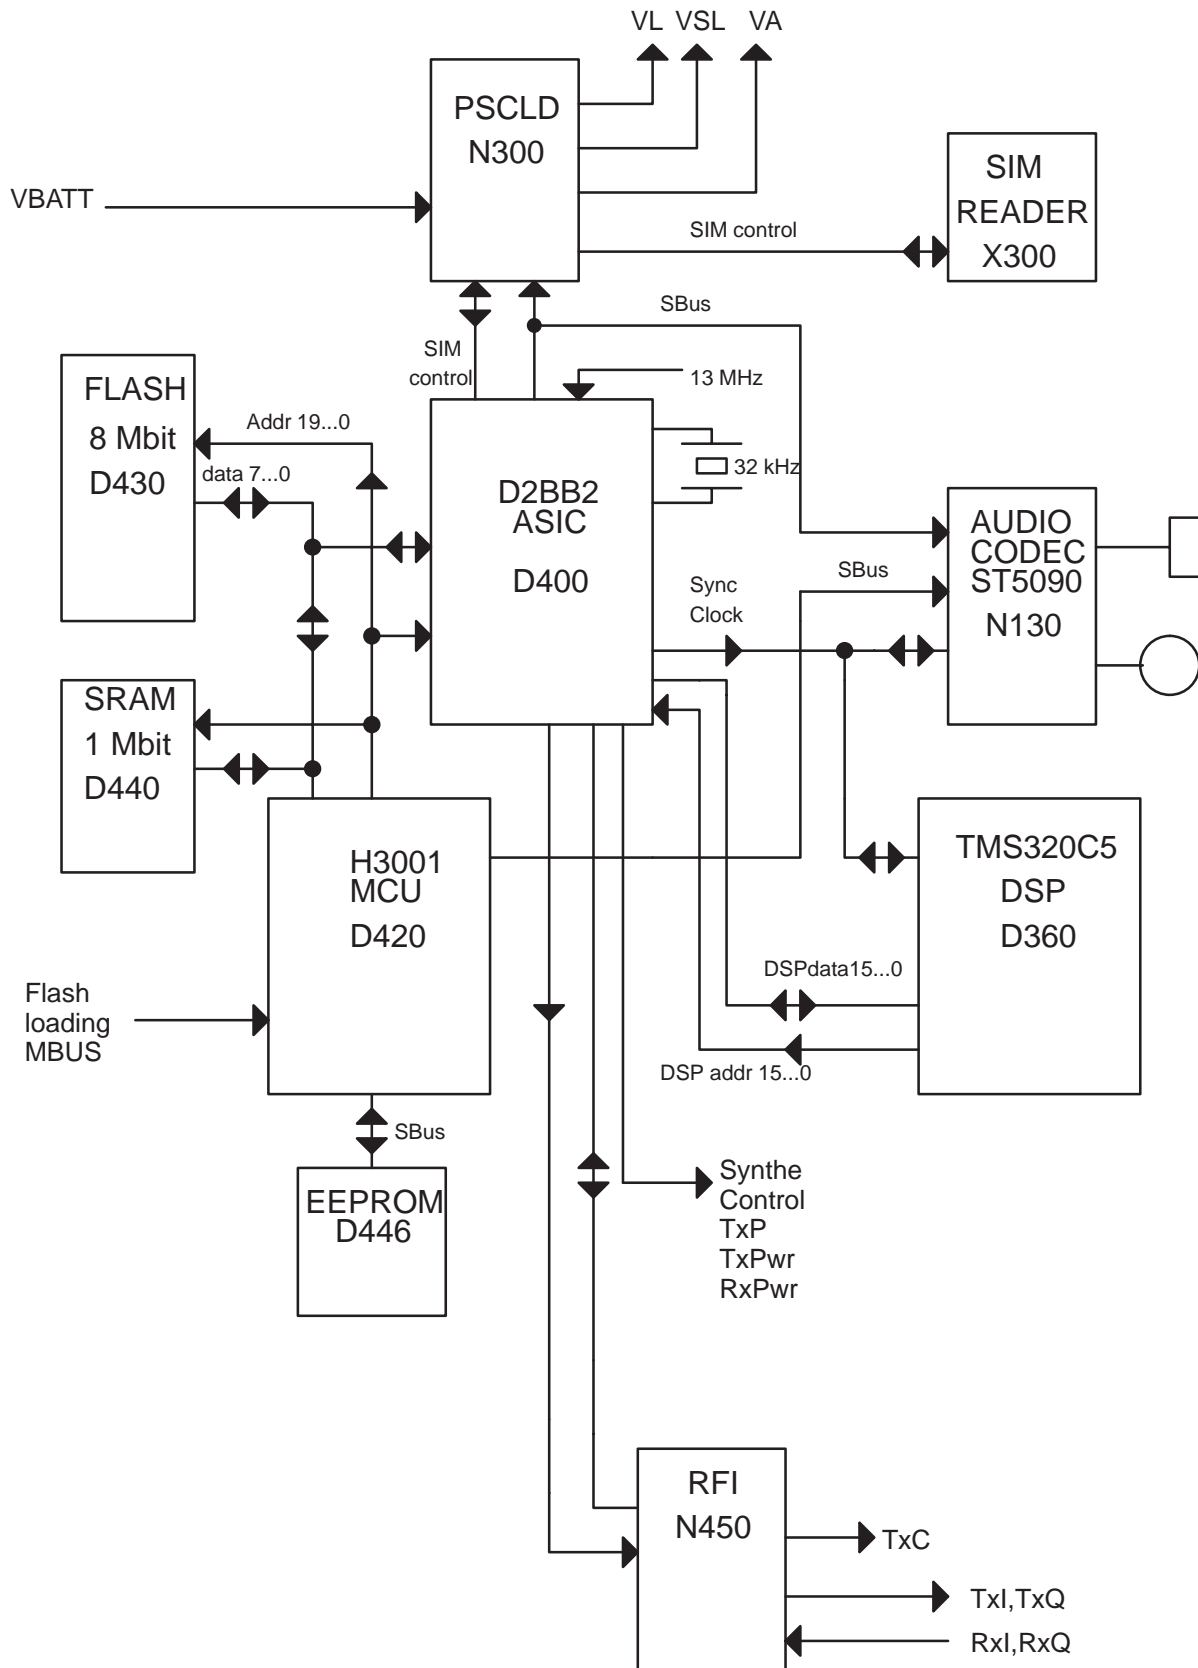 VL VSL VA
PSCLD
N300
VBATT
SIM
READER
X300
SIM control
SBus
SIM
control
13 MHz
FLASH
8 Mbit
D430
Addr 19...0
data 7...0
32 kHz
D2BB2
ASIC
D400
AUDIO
CODEC
ST5090
N130
SBus
Sync
Clock
SRAM
1 Mbit
D440
H3001
MCU
D420
TMS320C5
DSP
D360
DSPdata15...0
DSP addr 15...0
Flash
loading
MBUS
SBus
EEPROM
D446
Synthe
Control
TxP
TxPwr
RxPwr
RFI
N450
TxC
TxI,TxQ
RxI,RxQ